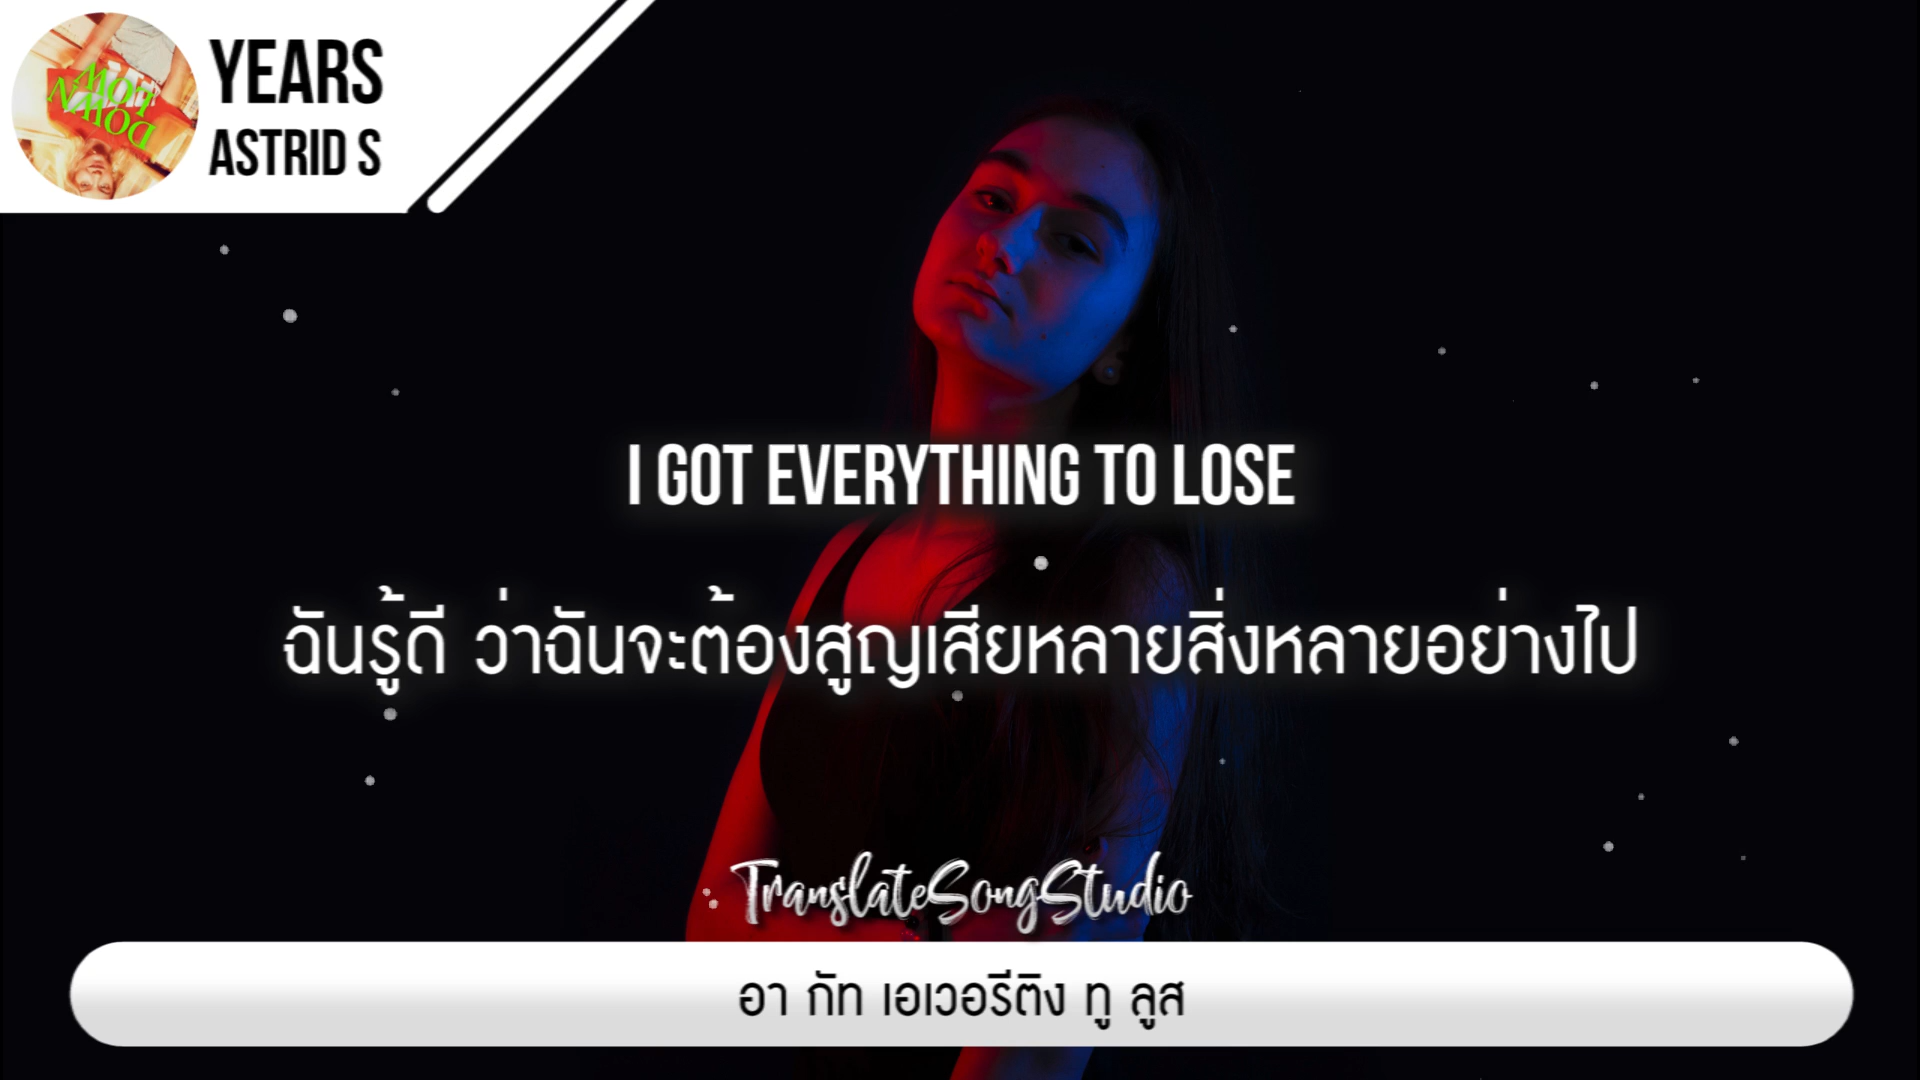 LOW
DOWN
YEARS
ASTRID S
I GOT EVERYTHING TO LOSE
ฉันรู้ดี ว่าฉันจะต้องสูญเสียหลายสิ่งหลายอย่างไป
TranslateSongStudio
อา กัท เอเวอรีติง ทู ลูส